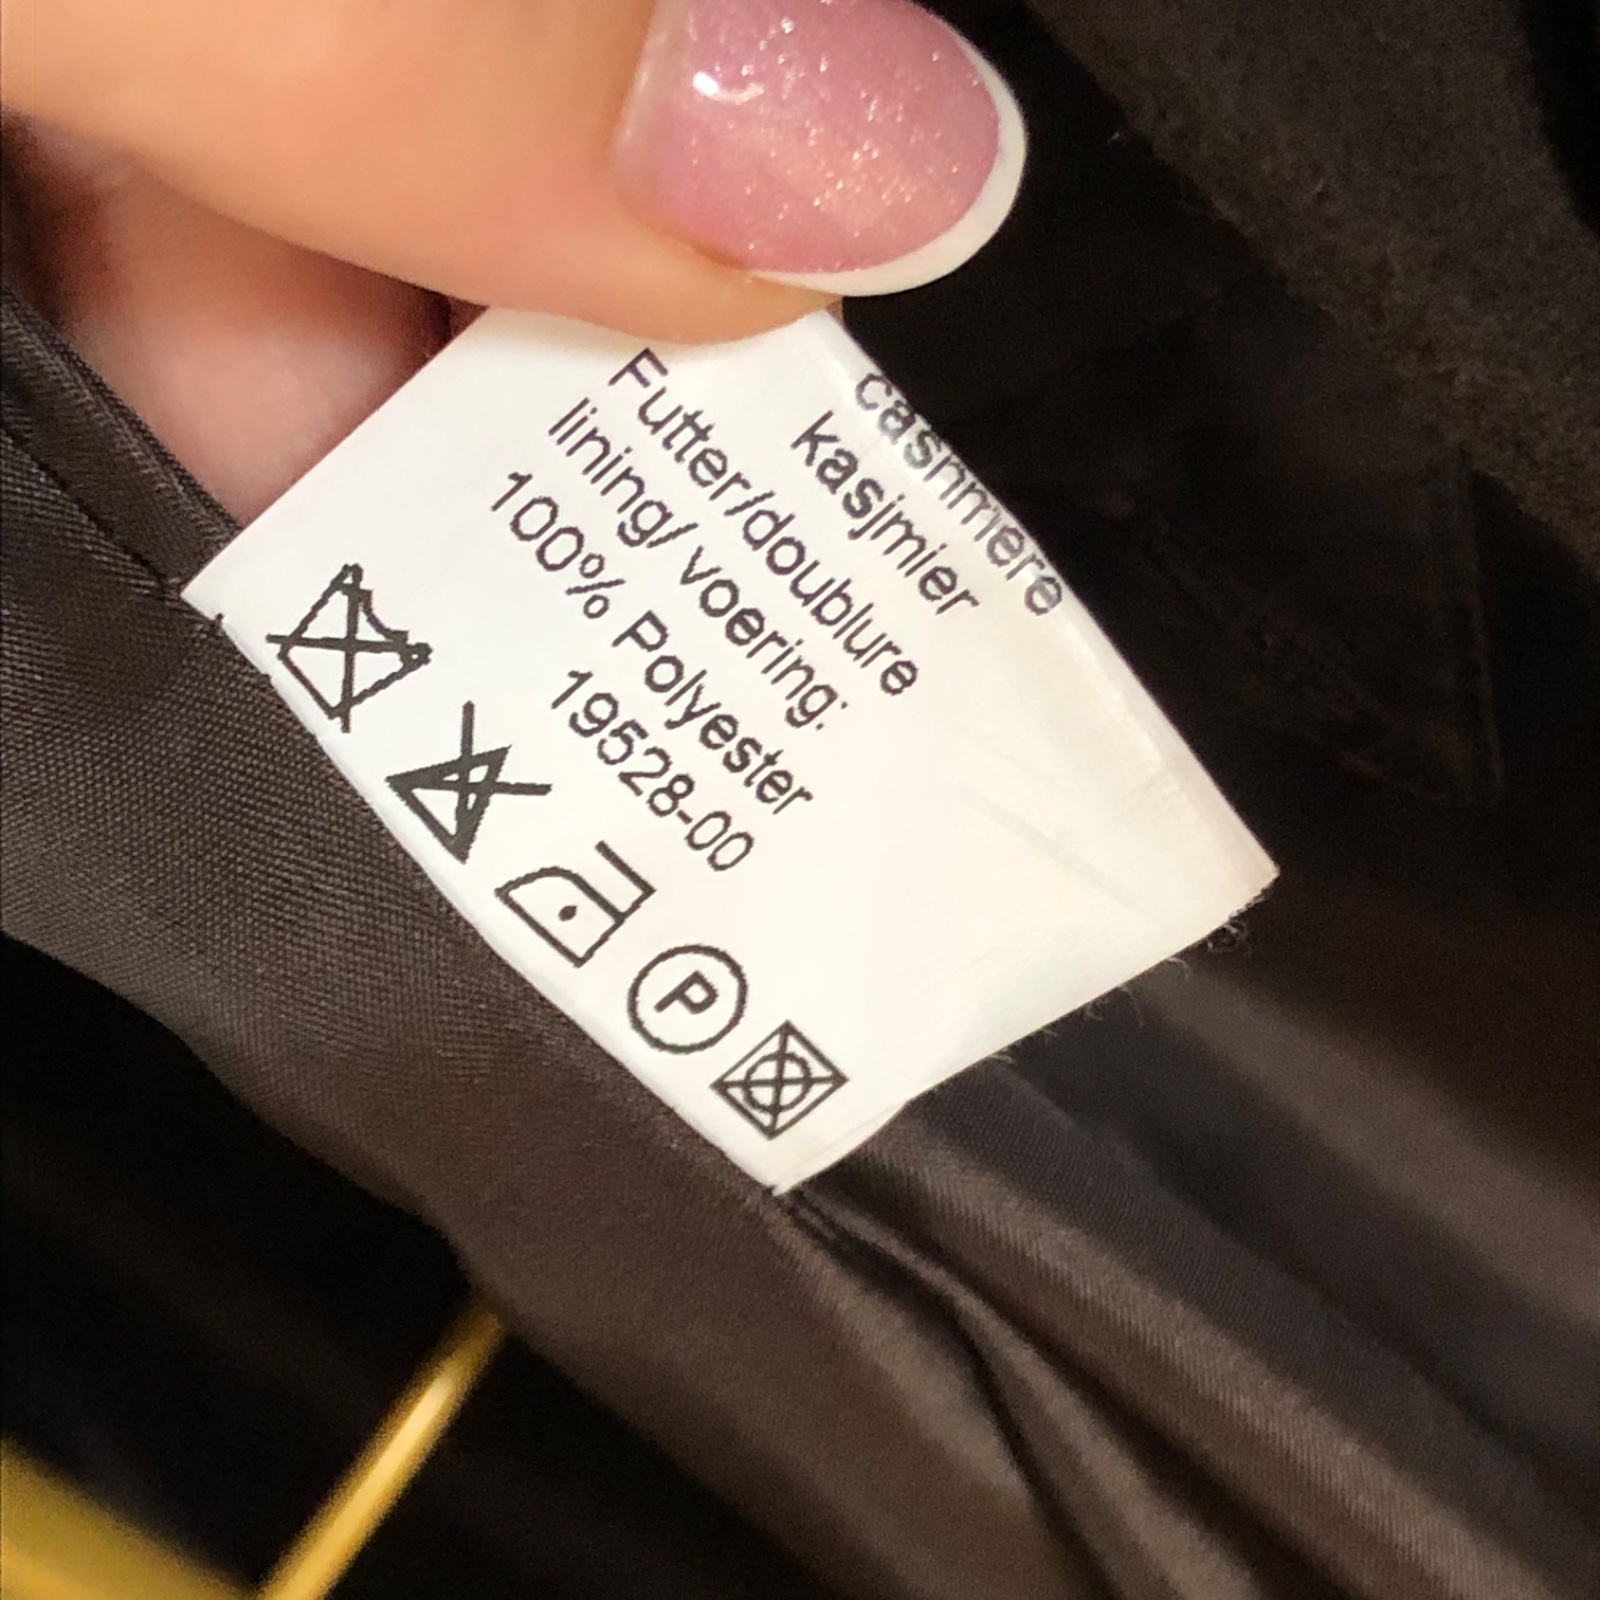 cashmere
kasjmier
Futter/doublure
lining/ voering:
100% Polyester
19528-00
P